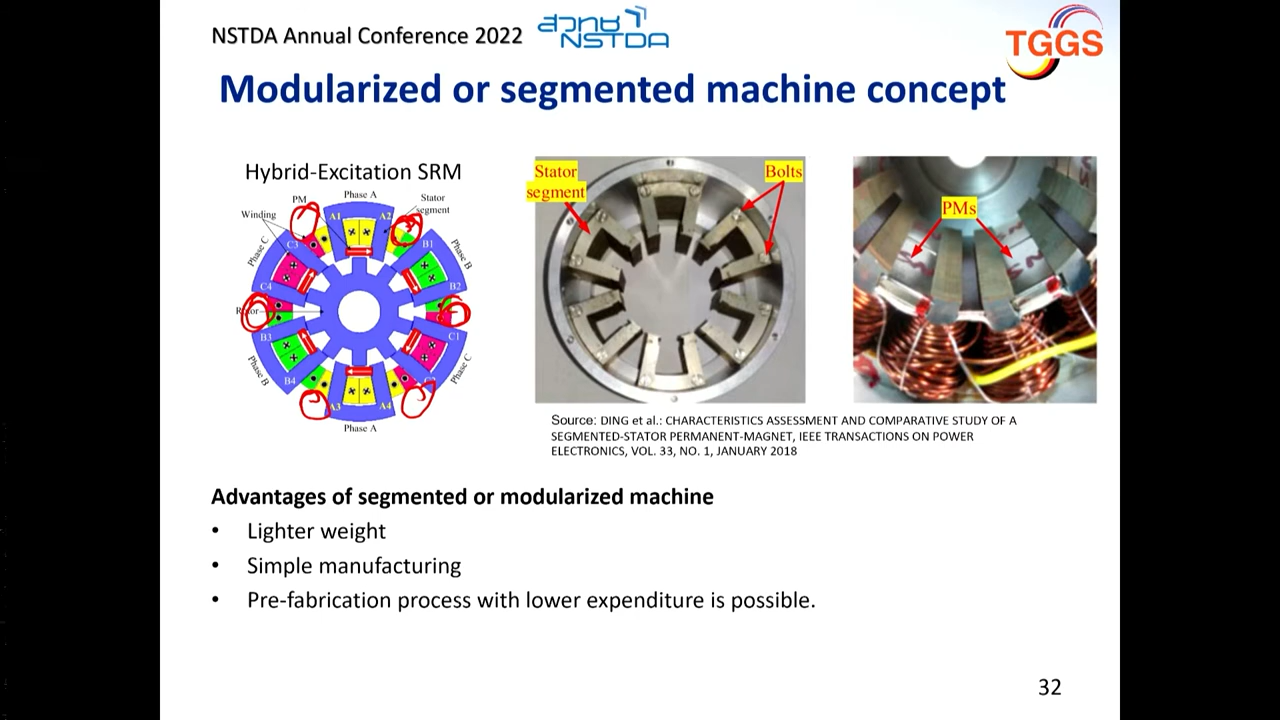 NSTDA Annual Conference 2022
สวทช
NSTDA
TGGS
Modularized or segmented machine concept
Hybrid-Excitation SRM
PM
Phase A
Stator
segment
Winding
A1
A2
Phase C
C3
B1
Phase B
C4
B2
B3
C1
Phase B
B4
Phase C
A3
A4
Phase A
Stator
segment
Bolts
PMs
Source: DING et al.: CHARACTERISTICS ASSESSMENT AND COMPARATIVE STUDY OF A
SEGMENTED-STATOR PERMANENT-MAGNET, IEEE TRANSACTIONS ON POWER
ELECTRONICS, VOL. 33, NO. 1, JANUARY 2018
Advantages of segmented or modularized machine
• Lighter weight
• Simple manufacturing
• Pre-fabrication process with lower expenditure is possible.
32